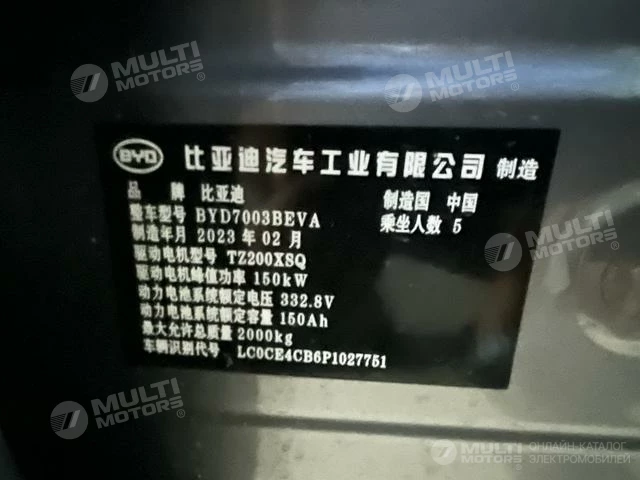 MULTI MOTORS®
MULTI MOTORS
BYD 比亚迪汽车工业有限公司 制造
品 牌 比亚迪 制造国 中国
整车型号 BYD7003BEVA 乘坐人数 5
制造年月 2023 年 02 月
驱动电机型号 TZ200XSQ
驱动电机峰值功率 150kW
动力电池系统额定电压 332.8V
动力电池系统额定容量 150Ah
最大允许总质量 2000kg
车辆识别代号 LC0CE4CB6P1027751
MULTI MOTORS®
MULTI MOTORS®
MULTI MOTORS
ОНЛАЙН-КАТАЛОГ
ЭЛЕКТРОМОБИЛЕЙ